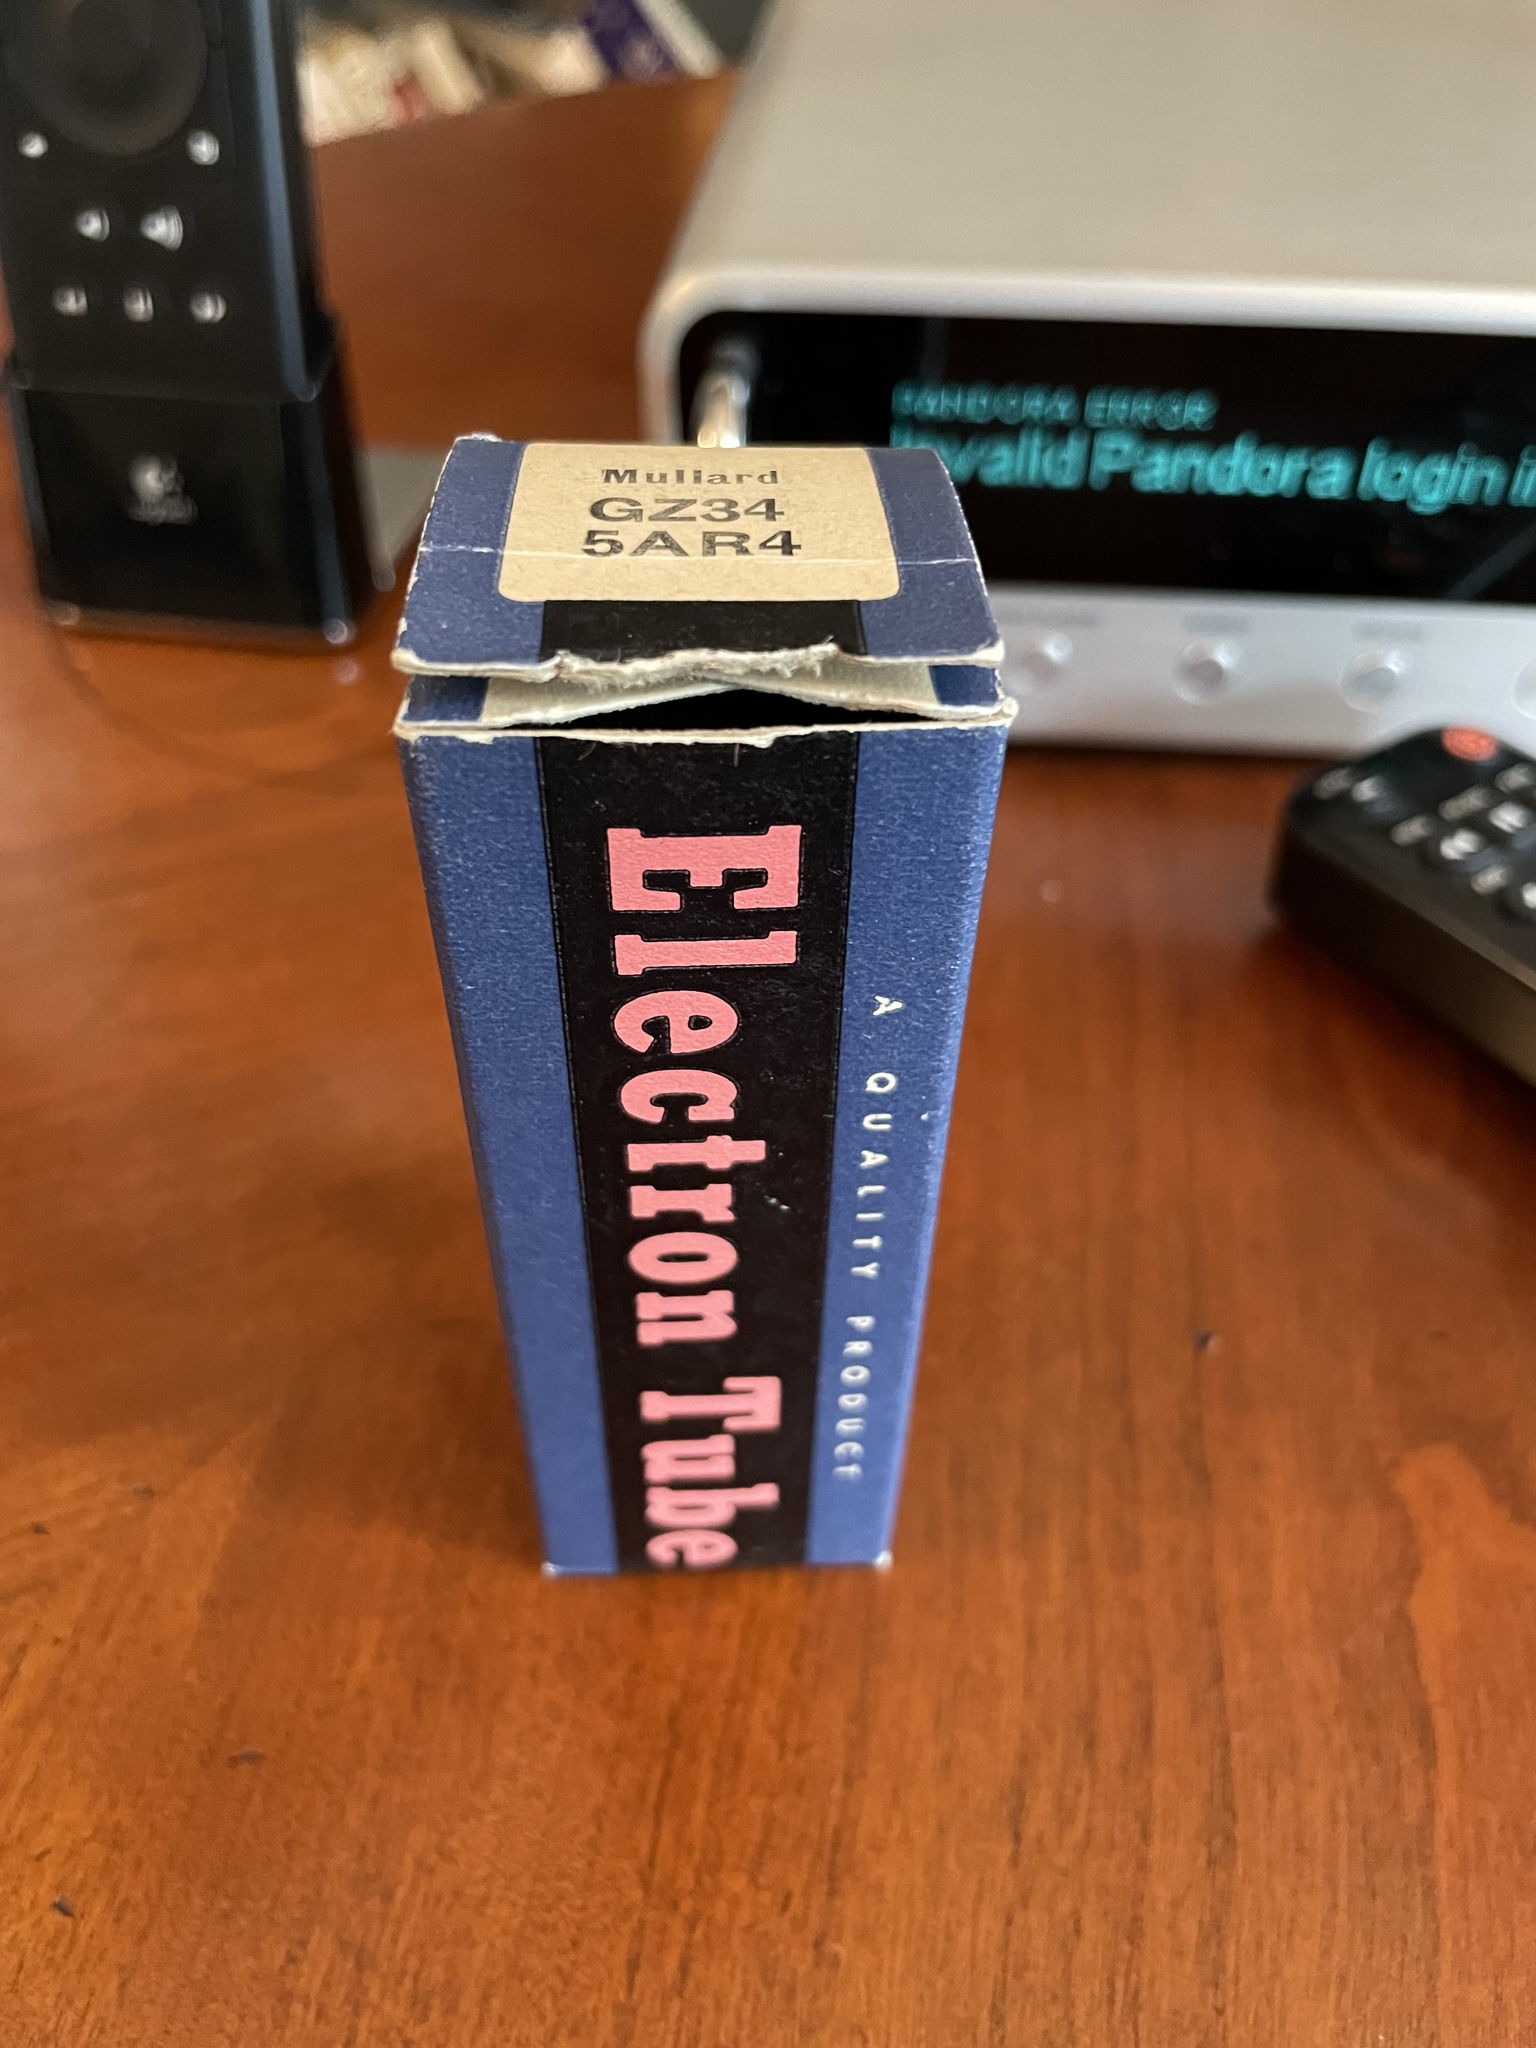 Mullard
GZ34
5AR4
Electron Tube
A QUALITY PRODUCT
PANDORA ERROR
Invalid Pandora login